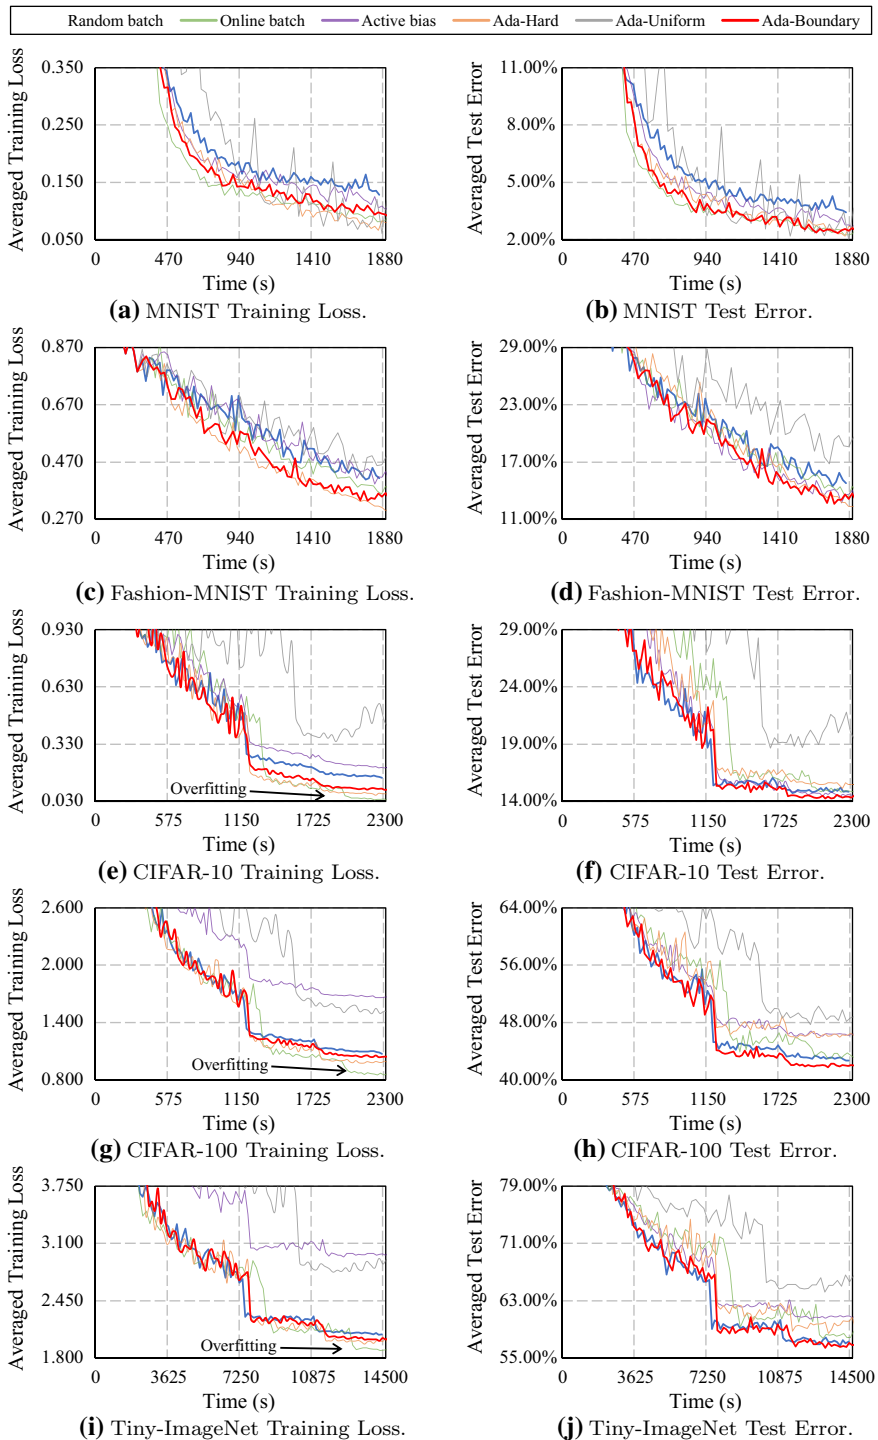 Random batch Online batch Active bias Ada-Hard Ada-Uniform Ada-Boundary
Averaged Training Loss
0.350
0.250
0.150
0.050
0 470 940 1410 1880
Time (s)
(a) MNIST Training Loss.
Averaged Test Error
11.00%
8.00%
5.00%
2.00%
0 470 940 1410 1880
Time (s)
(b) MNIST Test Error.
Averaged Training Loss
0.870
0.670
0.470
0.270
0 470 940 1410 1880
Time (s)
(c) Fashion-MNIST Training Loss.
Averaged Test Error
29.00%
23.00%
17.00%
11.00%
0 470 940 1410 1880
Time (s)
(d) Fashion-MNIST Test Error.
Averaged Training Loss
0.930
0.630
0.330
0.030
Overfitting
0 575 1150 1725 2300
Time (s)
(e) CIFAR-10 Training Loss.
Averaged Test Error
29.00%
24.00%
19.00%
14.00%
0 575 1150 1725 2300
Time (s)
(f) CIFAR-10 Test Error.
Averaged Training Loss
2.600
2.000
1.400
0.800
Overfitting
0 575 1150 1725 2300
Time (s)
(g) CIFAR-100 Training Loss.
Averaged Test Error
64.00%
56.00%
48.00%
40.00%
0 575 1150 1725 2300
Time (s)
(h) CIFAR-100 Test Error.
Averaged Training Loss
3.750
3.100
2.450
1.800
Overfitting
0 3625 7250 10875 14500
Time (s)
(i) Tiny-ImageNet Training Loss.
Averaged Test Error
79.00%
71.00%
63.00%
55.00%
0 3625 7250 10875 14500
Time (s)
(j) Tiny-ImageNet Test Error.